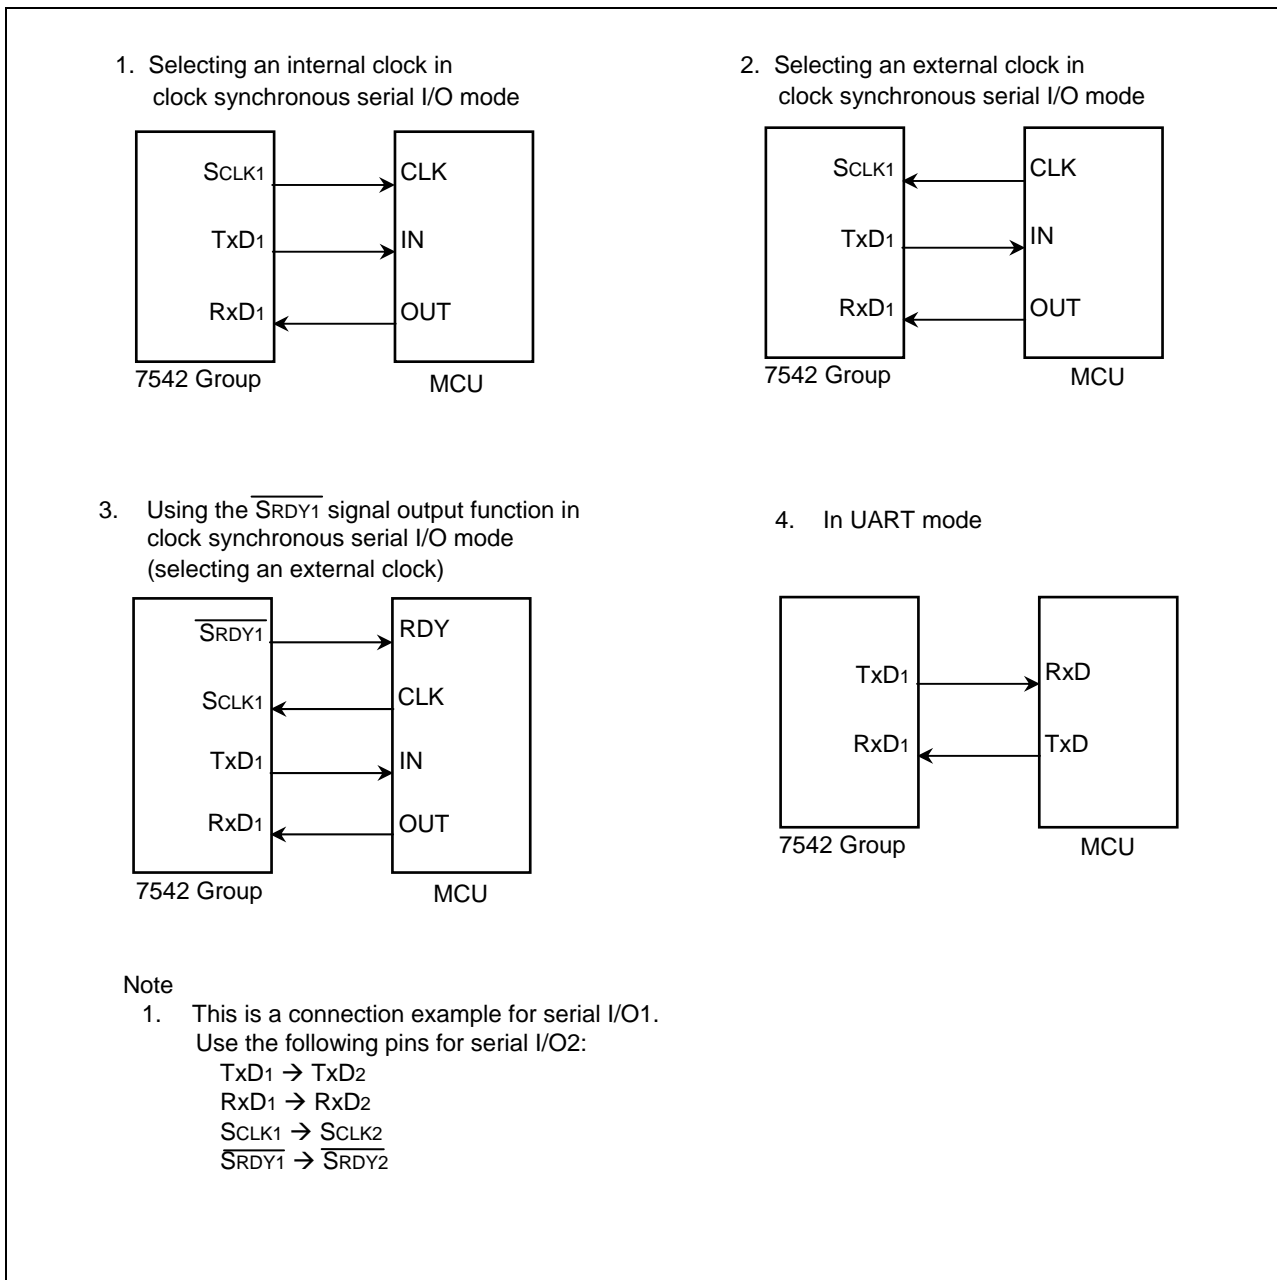 1. Selecting an internal clock in
clock synchronous serial I/O mode
SCLK1
CLK
TxD1
IN
RxD1
OUT
7542 Group
MCU
2. Selecting an external clock in
clock synchronous serial I/O mode
SCLK1
CLK
TxD1
IN
RxD1
OUT
7542 Group
MCU
3. Using the S̅R̅D̅Y̅1̅ signal output function in
clock synchronous serial I/O mode
(selecting an external clock)
S̅R̅D̅Y̅1̅
RDY
SCLK1
CLK
TxD1
IN
RxD1
OUT
7542 Group
MCU
4. In UART mode
TxD1
RxD
RxD1
TxD
7542 Group
MCU
Note
1. This is a connection example for serial I/O1.
Use the following pins for serial I/O2:
TxD1 → TxD2
RxD1 → RxD2
SCLK1 → SCLK2
S̅R̅D̅Y̅1̅ → S̅R̅D̅Y̅2̅